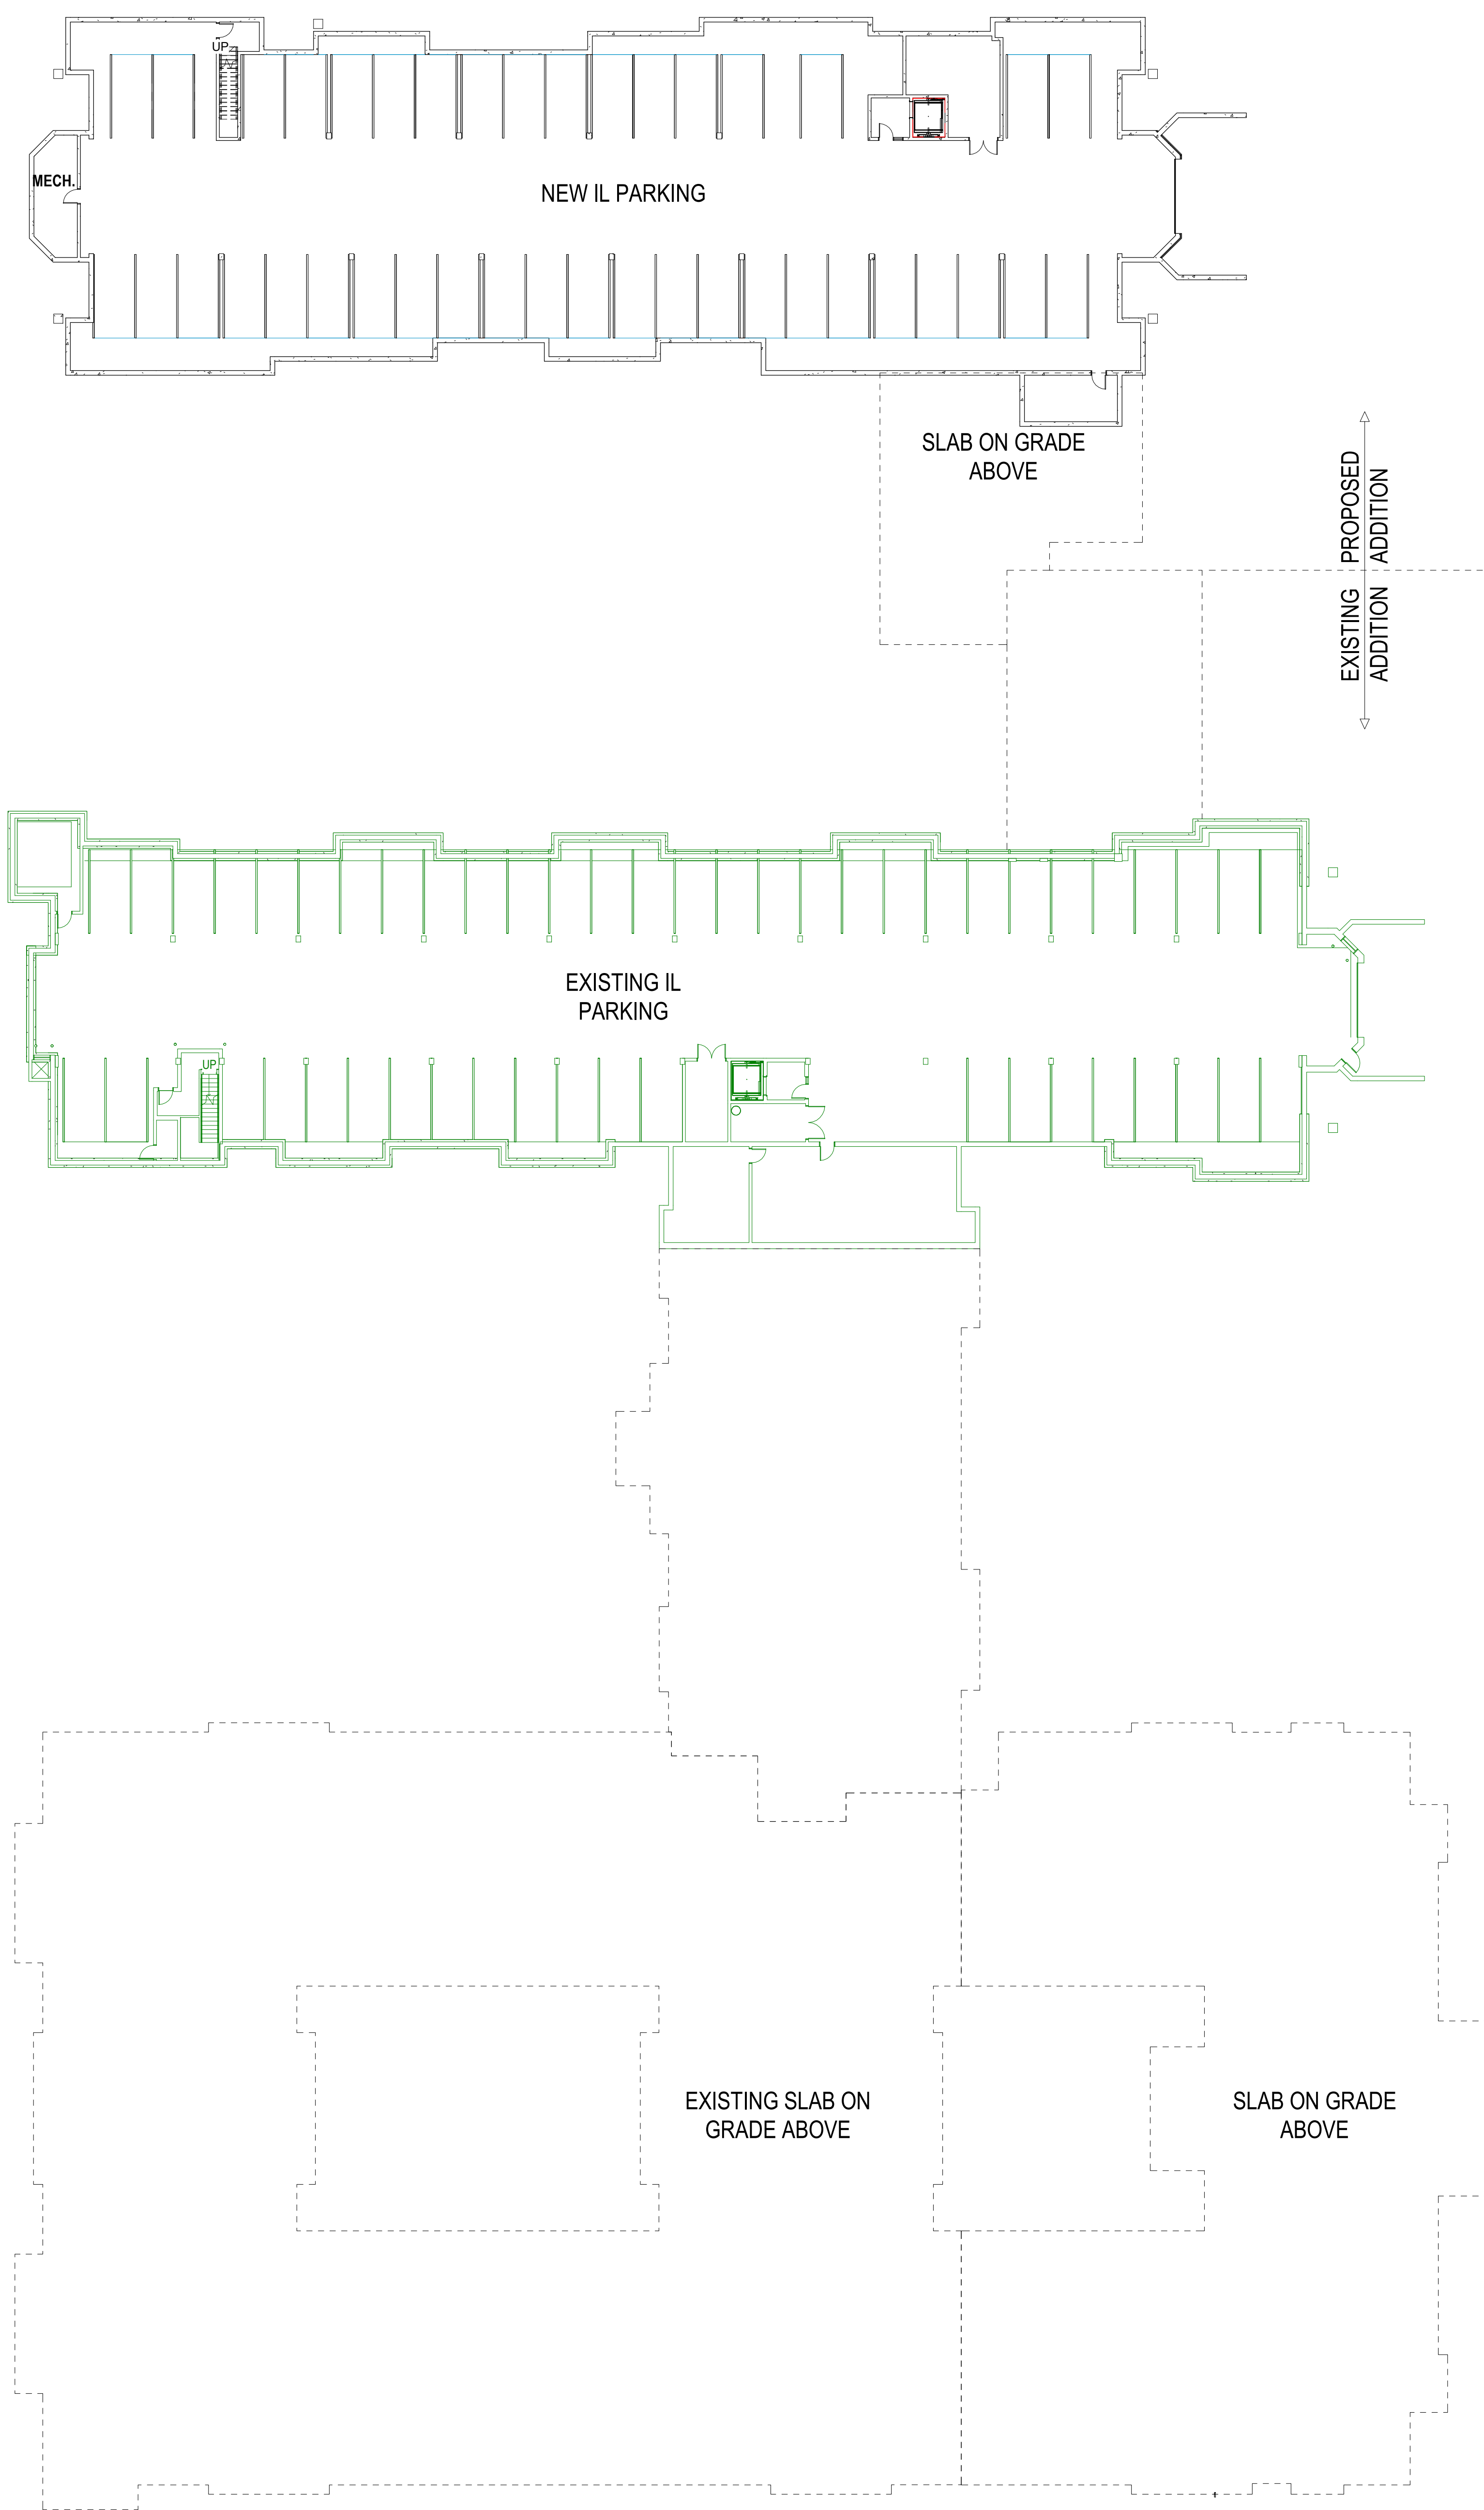 UP
MECH.
NEW IL PARKING
SLAB ON GRADE
ABOVE
PROPOSED
ADDITION
EXISTING
ADDITION
EXISTING IL
PARKING
UP
EXISTING SLAB ON
GRADE ABOVE
SLAB ON GRADE
ABOVE